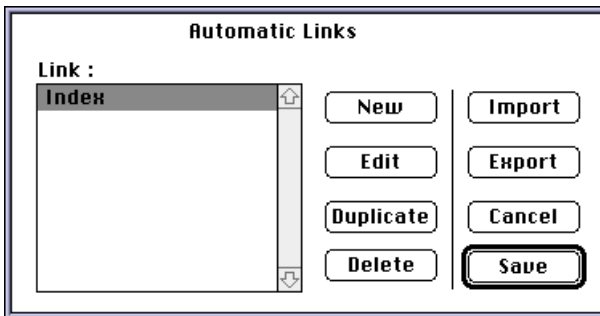 Automatic Links
Link :
Index
New
Import
Edit
Export
Duplicate
Cancel
Delete
Save